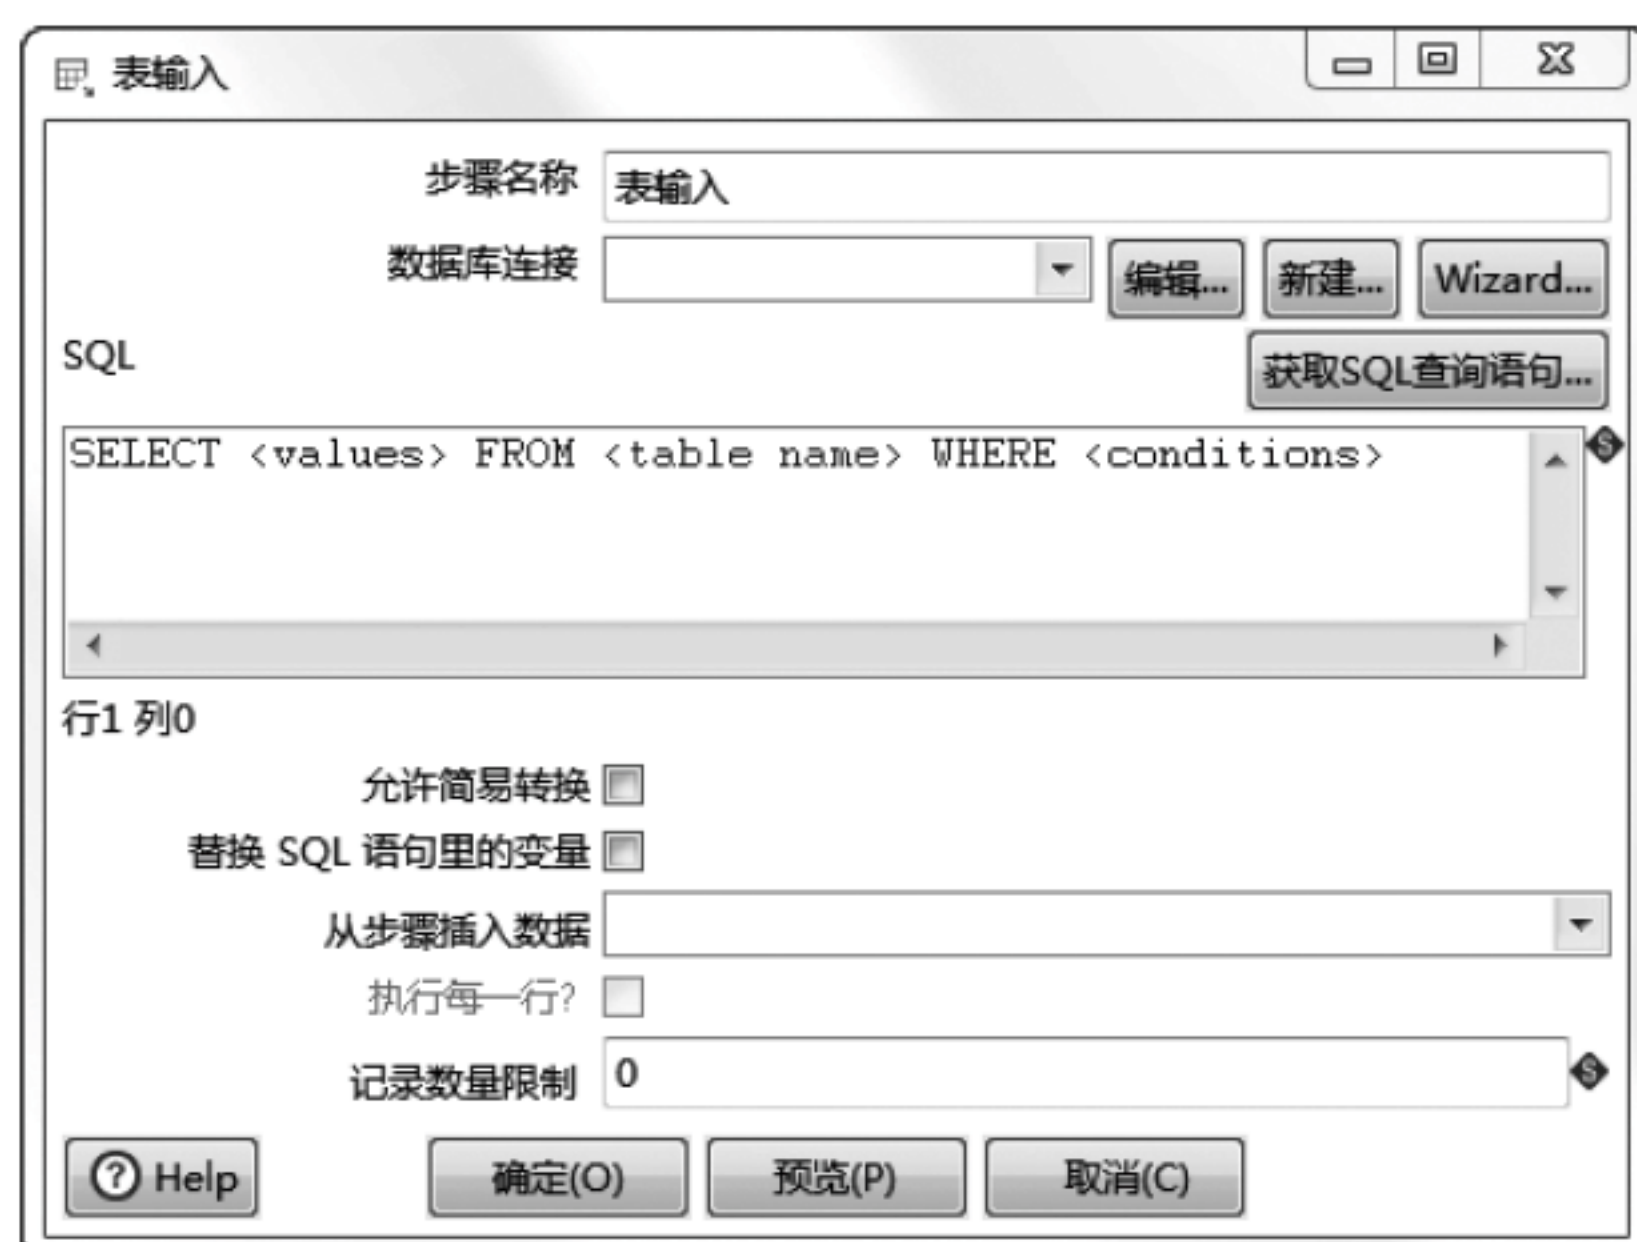 表输入
步骤名称 表输入
数据库连接 编辑... 新建... Wizard...
SQL 获取SQL查询语句...
SELECT <values> FROM <table name> WHERE <conditions>
行1 列0
允许简易转换
替换 SQL 语句里的变量
从步骤插入数据
执行每一行?
记录数量限制 0
Help 确定(O) 预览(P) 取消(C)